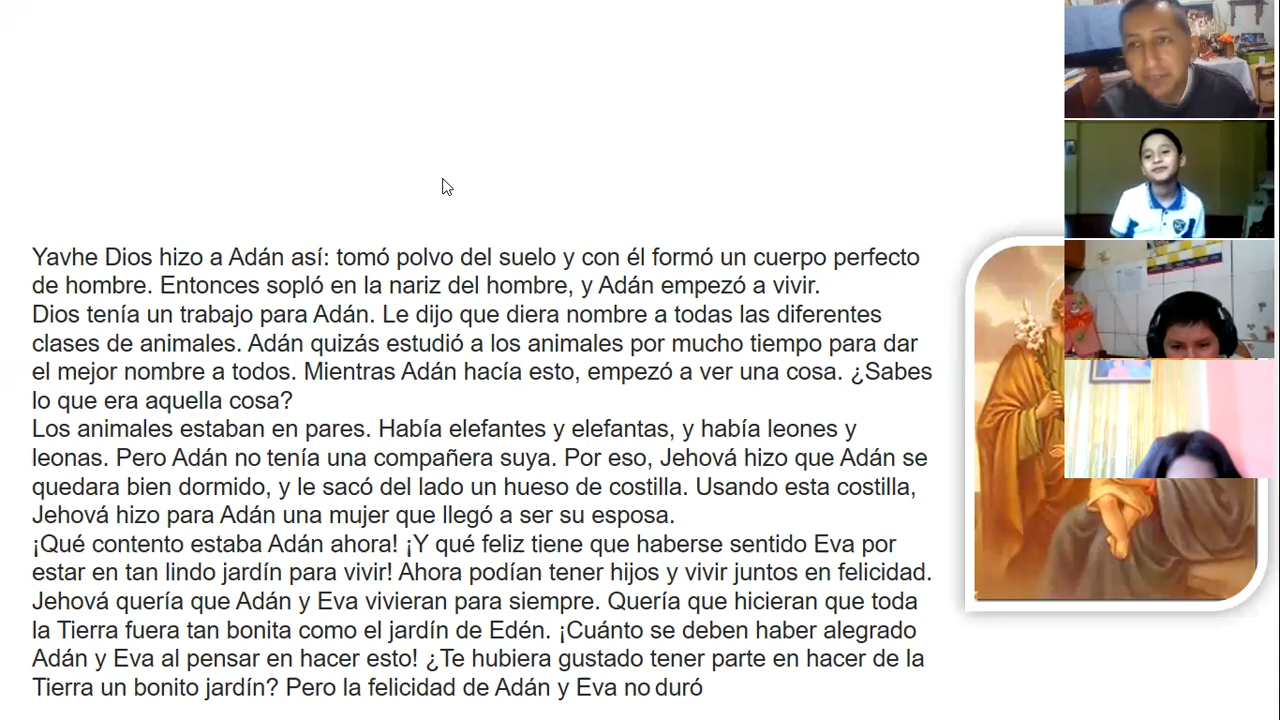 Yavhe Dios hizo a Adán así: tomó polvo del suelo y con él formó un cuerpo perfecto
de hombre. Entonces sopló en la nariz del hombre, y Adán empezó a vivir.
Dios tenía un trabajo para Adán. Le dijo que diera nombre a todas las diferentes
clases de animales. Adán quizás estudió a los animales por mucho tiempo para dar
el mejor nombre a todos. Mientras Adán hacía esto, empezó a ver una cosa. ¿Sabes
lo que era aquella cosa?
Los animales estaban en pares. Había elefantes y elefantas, y había leones y
leonas. Pero Adán no tenía una compañera suya. Por eso, Jehová hizo que Adán se
quedara bien dormido, y le sacó del lado un hueso de costilla. Usando esta costilla,
Jehová hizo para Adán una mujer que llegó a ser su esposa.
¡Qué contento estaba Adán ahora! ¡Y qué feliz tiene que haberse sentido Eva por
estar en tan lindo jardín para vivir! Ahora podían tener hijos y vivir juntos en felicidad.
Jehová quería que Adán y Eva vivieran para siempre. Quería que hicieran que toda
la Tierra fuera tan bonita como el jardín de Edén. ¡Cuánto se deben haber alegrado
Adán y Eva al pensar en hacer esto! ¿Te hubiera gustado tener parte en hacer de la
Tierra un bonito jardín? Pero la felicidad de Adán y Eva no duró